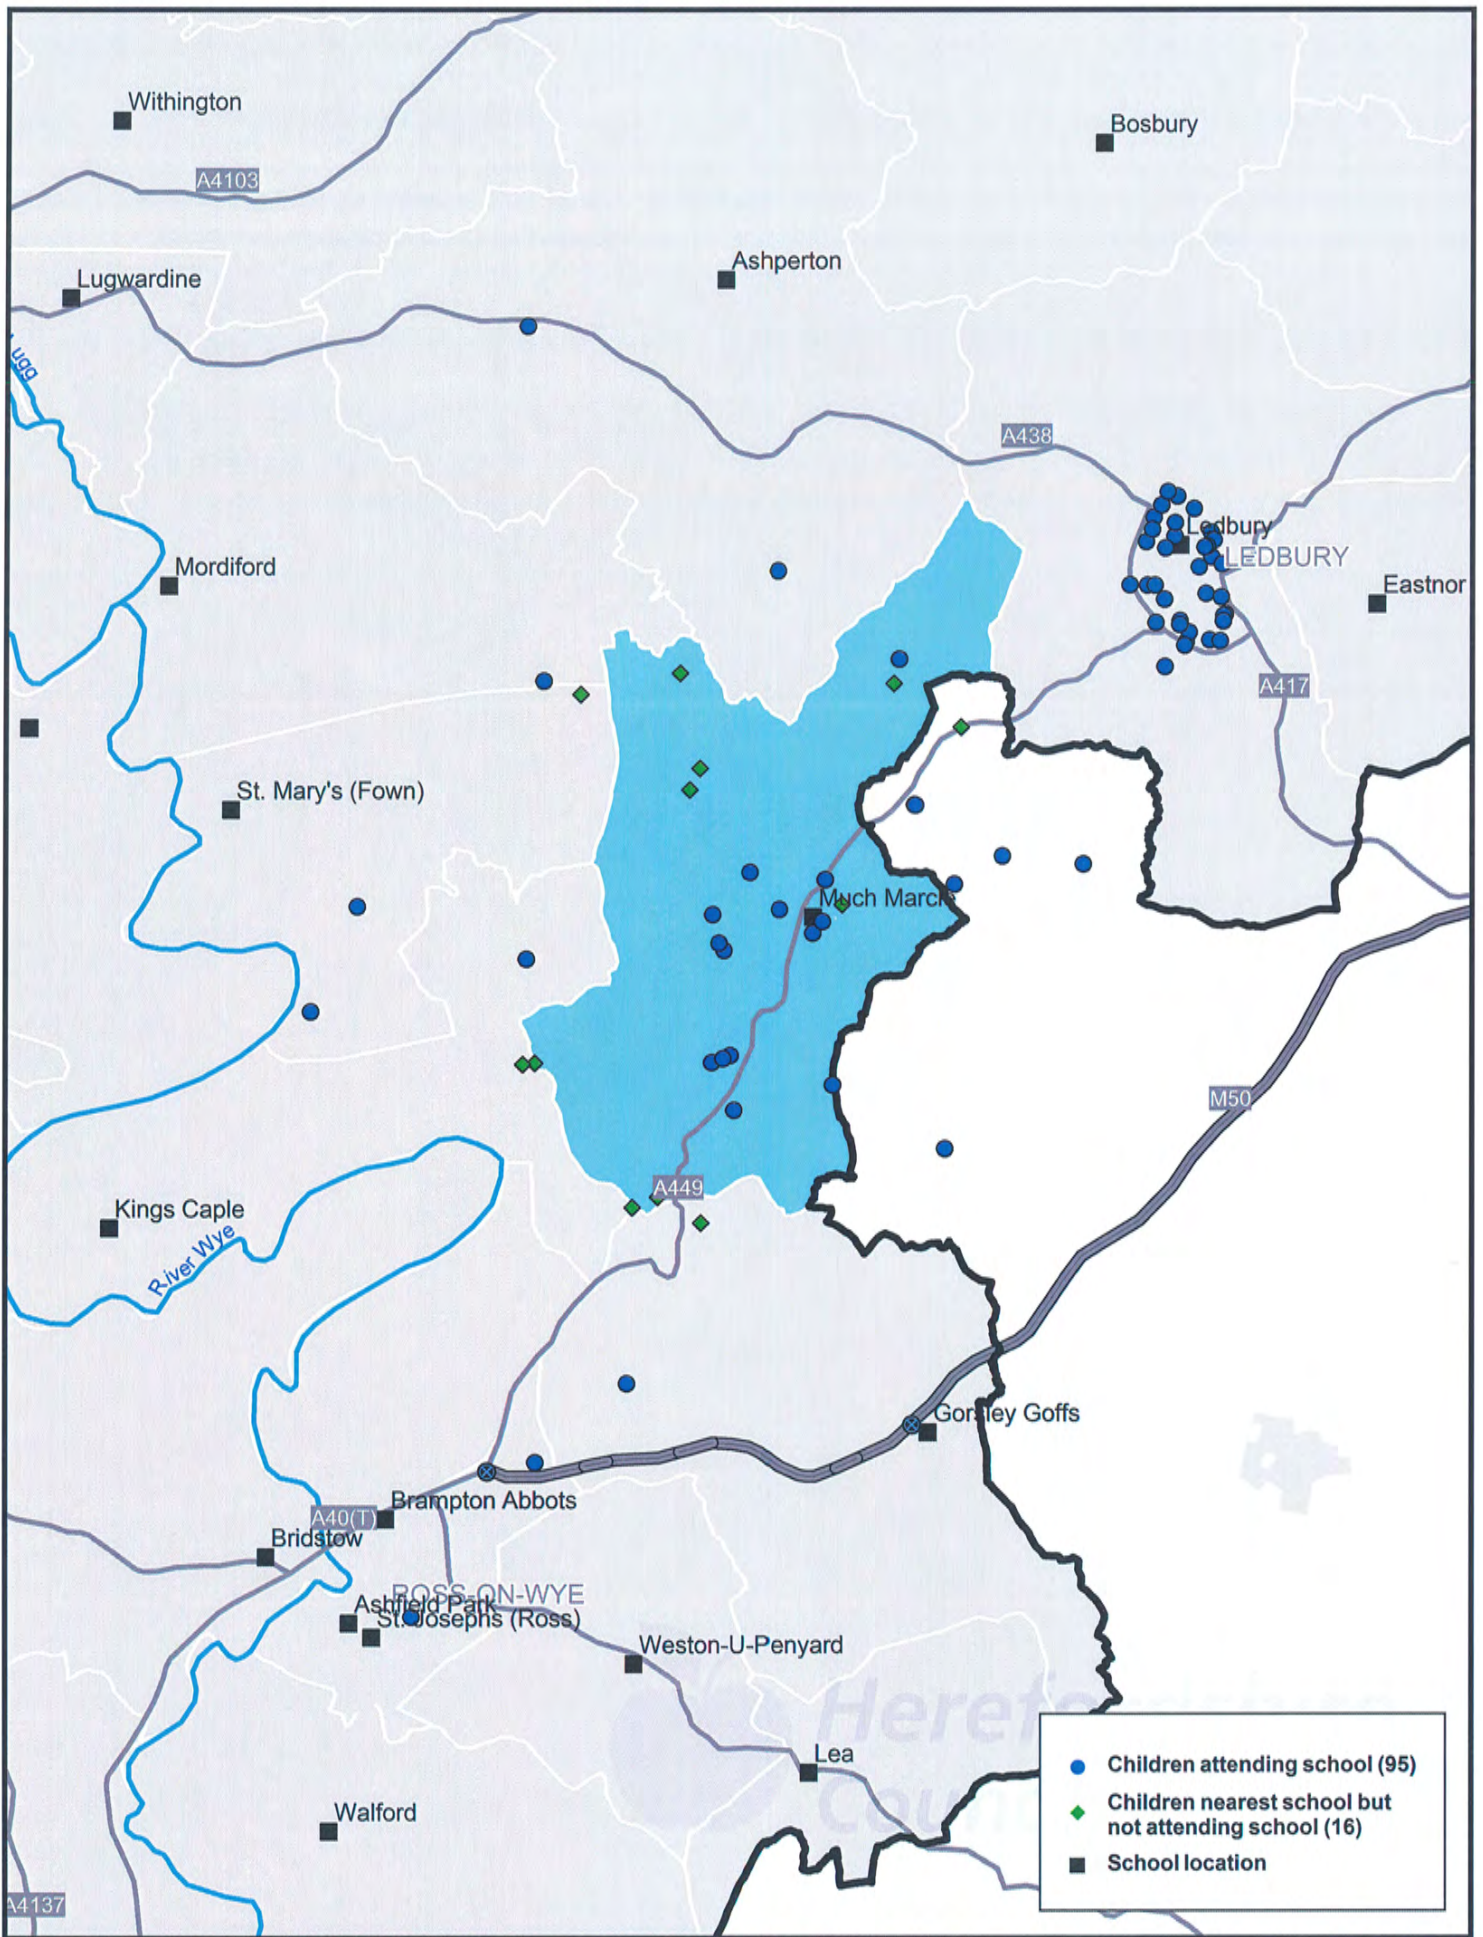 Withington
Bosbury
A4103
Ashperton
Lugwardine
Lugg
A438
Ledbury
LEDBURY
Mordiford
Eastnor
A417
St. Mary's (Fown)
Much Marcle
M50
A449
Kings Caple
River Wye
Gorsley Goffs
Brampton Abbots
A40(T)
Bridstow
ROSS-ON-WYE
Ashfield Park
St. Josephs (Ross)
Weston-U-Penyard
Lea
Walford
A4137
Children attending school (95)
Children nearest school but
not attending school (16)
School location